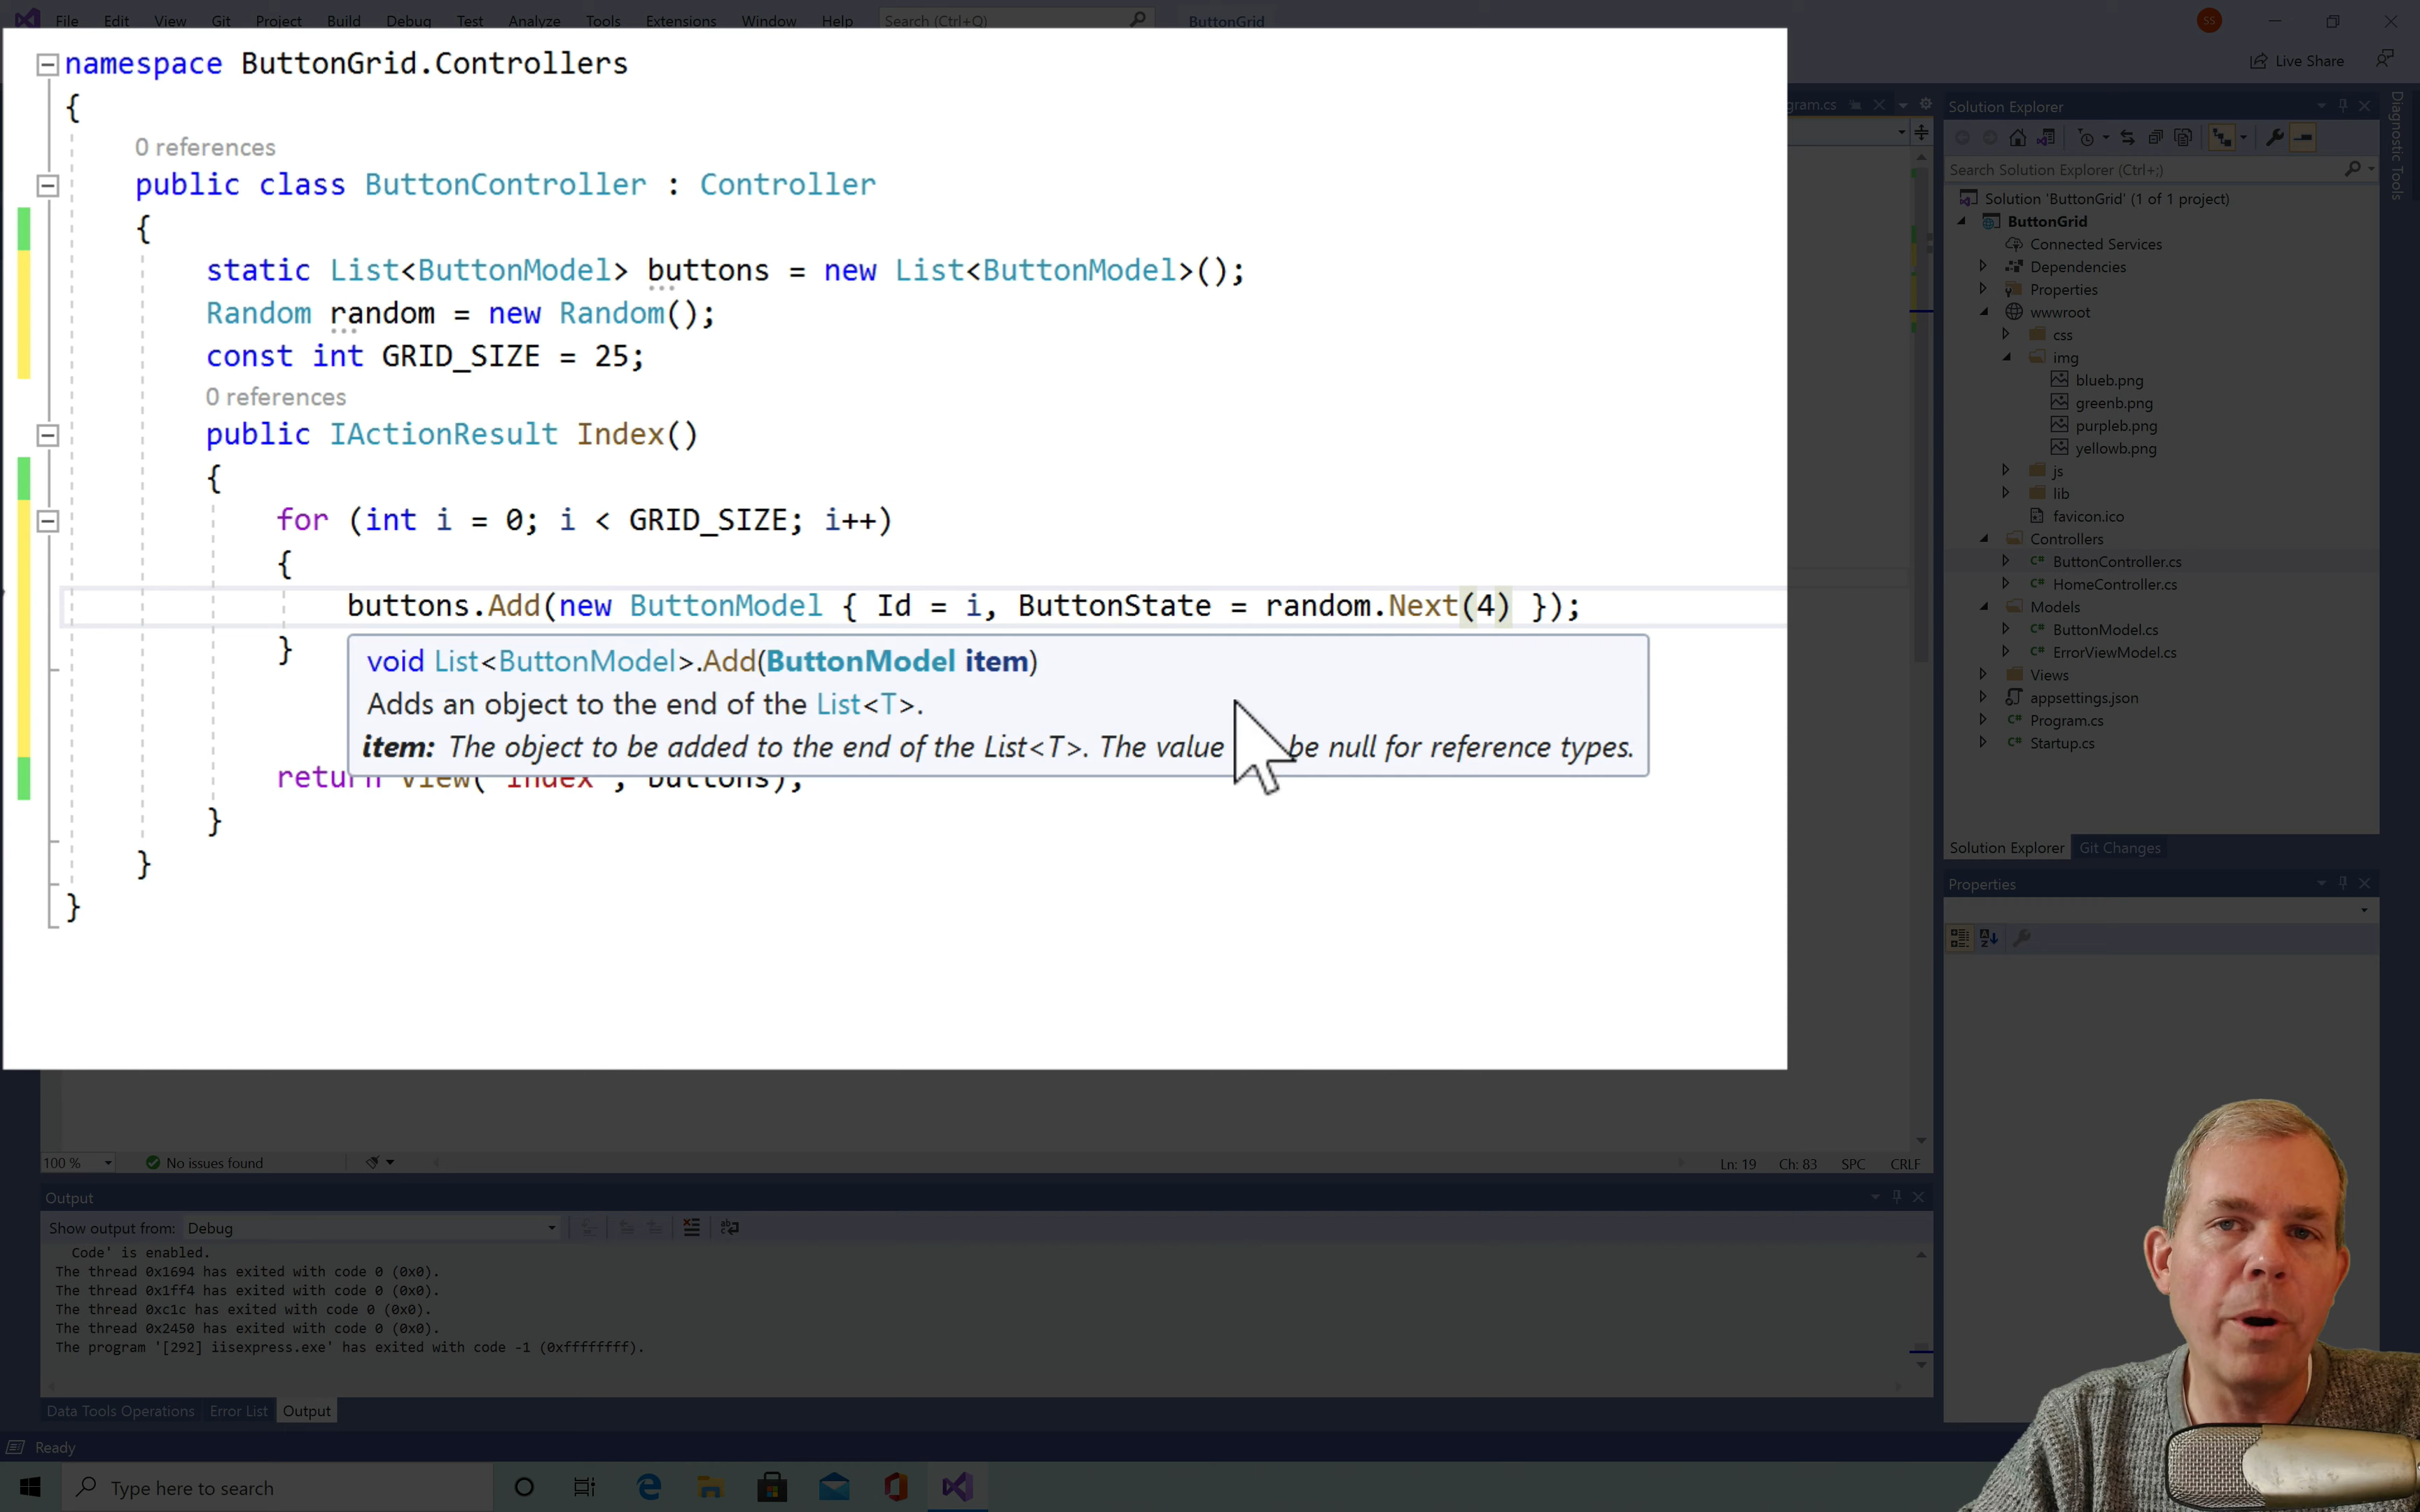 File Edit View Git Project Build Debug Test Analyze Tools Extensions Window Help Search (Ctrl+Q) ButtonGrid SS
Live Share
namespace ButtonGrid.Controllers
{
0 references
public class ButtonController : Controller
{
static List<ButtonModel> buttons = new List<ButtonModel>();
Random random = new Random();
const int GRID_SIZE = 25;
0 references
public IActionResult Index()
{
for (int i = 0; i < GRID_SIZE; i++)
{
buttons.Add(new ButtonModel { Id = i, ButtonState = random.Next(4) });
}
void List<ButtonModel>.Add(ButtonModel item)
Adds an object to the end of the List<T>.
item: The object to be added to the end of the List<T>. The value be null for reference types.
return View("Index", buttons);
}
}
}
gram.cs
Solution Explorer
Search Solution Explorer (Ctrl+;)
Solution 'ButtonGrid' (1 of 1 project)
ButtonGrid
Connected Services
Dependencies
Properties
wwwroot
css
img
blueb.png
greenb.png
purpleb.png
yellowb.png
js
lib
favicon.ico
Controllers
C# ButtonController.cs
C# HomeController.cs
Models
C# ButtonModel.cs
C# ErrorViewModel.cs
Views
appsettings.json
C# Program.cs
C# Startup.cs
Solution Explorer Git Changes
Properties
Diagnostic Tools
100 % No issues found Ln: 19 Ch: 83 SPC CRLF
Output
Show output from: Debug
Code' is enabled.
The thread 0x1694 has exited with code 0 (0x0).
The thread 0x1ff4 has exited with code 0 (0x0).
The thread 0xc1c has exited with code 0 (0x0).
The thread 0x2450 has exited with code 0 (0x0).
The program '[292] iisexpress.exe' has exited with code -1 (0xffffffff).
Data Tools Operations Error List Output
Ready
Type here to search